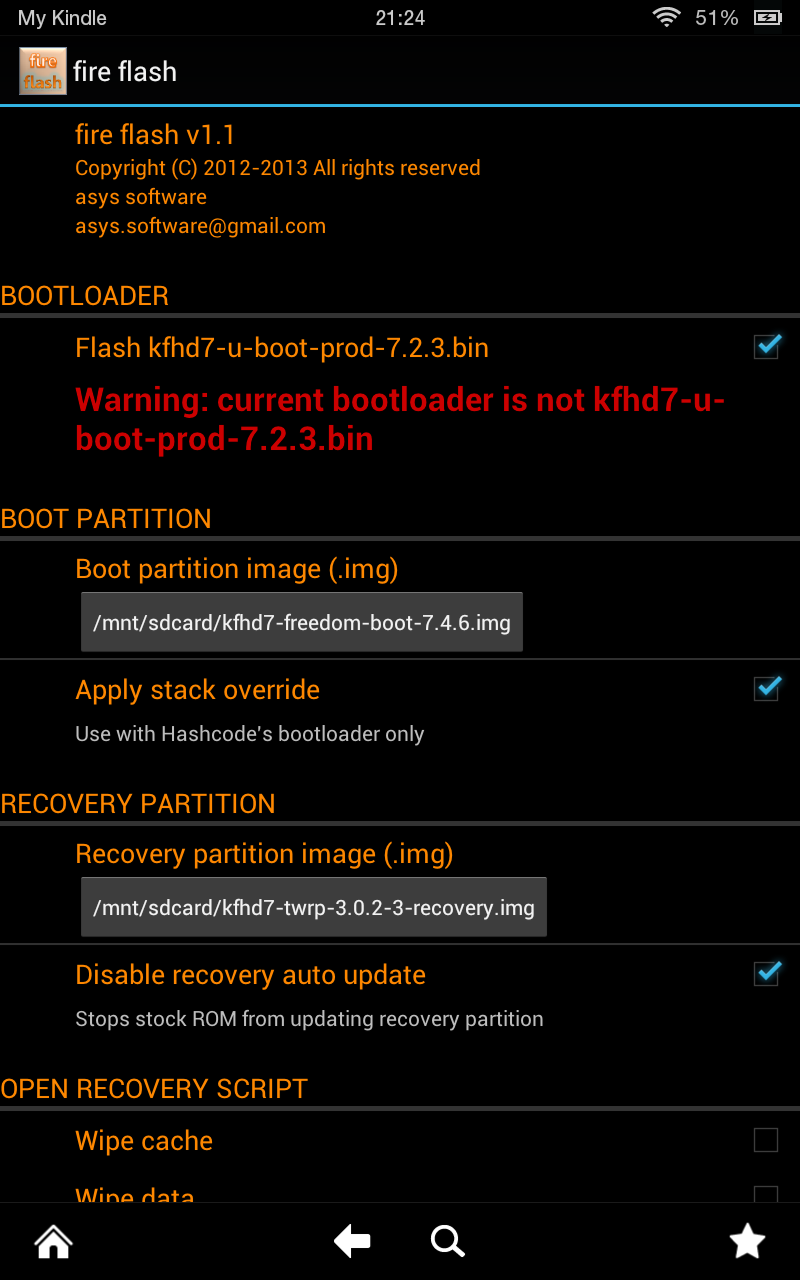 My Kindle 21:24 51%
fire flash fire flash
fire flash v1.1
Copyright (C) 2012-2013 All rights reserved
asys software
asys.software@gmail.com
BOOTLOADER
Flash kfhd7-u-boot-prod-7.2.3.bin
Warning: current bootloader is not kfhd7-u-
boot-prod-7.2.3.bin
BOOT PARTITION
Boot partition image (.img)
/mnt/sdcard/kfhd7-freedom-boot-7.4.6.img
Apply stack override
Use with Hashcode's bootloader only
RECOVERY PARTITION
Recovery partition image (.img)
/mnt/sdcard/kfhd7-twrp-3.0.2-3-recovery.img
Disable recovery auto update
Stops stock ROM from updating recovery partition
OPEN RECOVERY SCRIPT
Wipe cache
Wipe data